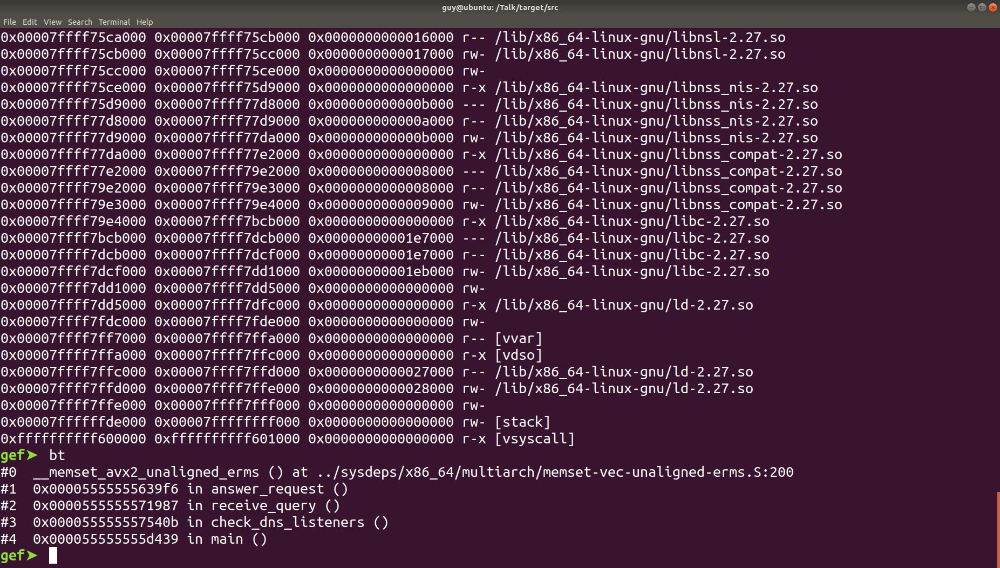 guy@ubuntu: /Talk/target/src
File Edit View Search Terminal Help
0x00007ffff75ca000 0x00007ffff75cb000 0x0000000000016000 r-- /lib/x86_64-linux-gnu/libnsl-2.27.so
0x00007ffff75cb000 0x00007ffff75cc000 0x0000000000017000 rw- /lib/x86_64-linux-gnu/libnsl-2.27.so
0x00007ffff75cc000 0x00007ffff75ce000 0x0000000000000000 rw-
0x00007ffff75ce000 0x00007ffff75d9000 0x0000000000000000 r-x /lib/x86_64-linux-gnu/libnss_nis-2.27.so
0x00007ffff75d9000 0x00007ffff77d8000 0x000000000000b000 --- /lib/x86_64-linux-gnu/libnss_nis-2.27.so
0x00007ffff77d8000 0x00007ffff77d9000 0x000000000000a000 r-- /lib/x86_64-linux-gnu/libnss_nis-2.27.so
0x00007ffff77d9000 0x00007ffff77da000 0x000000000000b000 rw- /lib/x86_64-linux-gnu/libnss_nis-2.27.so
0x00007ffff77da000 0x00007ffff77e2000 0x0000000000000000 r-x /lib/x86_64-linux-gnu/libnss_compat-2.27.so
0x00007ffff77e2000 0x00007ffff79e2000 0x0000000000008000 --- /lib/x86_64-linux-gnu/libnss_compat-2.27.so
0x00007ffff79e2000 0x00007ffff79e3000 0x0000000000008000 r-- /lib/x86_64-linux-gnu/libnss_compat-2.27.so
0x00007ffff79e3000 0x00007ffff79e4000 0x0000000000009000 rw- /lib/x86_64-linux-gnu/libnss_compat-2.27.so
0x00007ffff79e4000 0x00007ffff7bcb000 0x0000000000000000 r-x /lib/x86_64-linux-gnu/libc-2.27.so
0x00007ffff7bcb000 0x00007ffff7dcb000 0x00000000001e7000 --- /lib/x86_64-linux-gnu/libc-2.27.so
0x00007ffff7dcb000 0x00007ffff7dcf000 0x00000000001e7000 r-- /lib/x86_64-linux-gnu/libc-2.27.so
0x00007ffff7dcf000 0x00007ffff7dd1000 0x00000000001eb000 rw- /lib/x86_64-linux-gnu/libc-2.27.so
0x00007ffff7dd1000 0x00007ffff7dd5000 0x0000000000000000 rw-
0x00007ffff7dd5000 0x00007ffff7dfc000 0x0000000000000000 r-x /lib/x86_64-linux-gnu/ld-2.27.so
0x00007ffff7fdc000 0x00007ffff7fde000 0x0000000000000000 rw-
0x00007ffff7ff7000 0x00007ffff7ffa000 0x0000000000000000 r-- [vvar]
0x00007ffff7ffa000 0x00007ffff7ffc000 0x0000000000000000 r-x [vdso]
0x00007ffff7ffc000 0x00007ffff7ffd000 0x0000000000027000 r-- /lib/x86_64-linux-gnu/ld-2.27.so
0x00007ffff7ffd000 0x00007ffff7ffe000 0x0000000000028000 rw- /lib/x86_64-linux-gnu/ld-2.27.so
0x00007ffff7ffe000 0x00007ffff7fff000 0x0000000000000000 rw-
0x00007ffffffde000 0x00007ffffffff000 0x0000000000000000 rw- [stack]
0xffffffffff600000 0xffffffffff601000 0x0000000000000000 r-x [vsyscall]
gef➤ bt
#0 __memset_avx2_unaligned_erms () at ../sysdeps/x86_64/multiarch/memset-vec-unaligned-erms.S:200
#1 0x00005555555639f6 in answer_request ()
#2 0x0000555555571987 in receive_query ()
#3 0x000055555557540b in check_dns_listeners ()
#4 0x000055555555d439 in main ()
gef➤